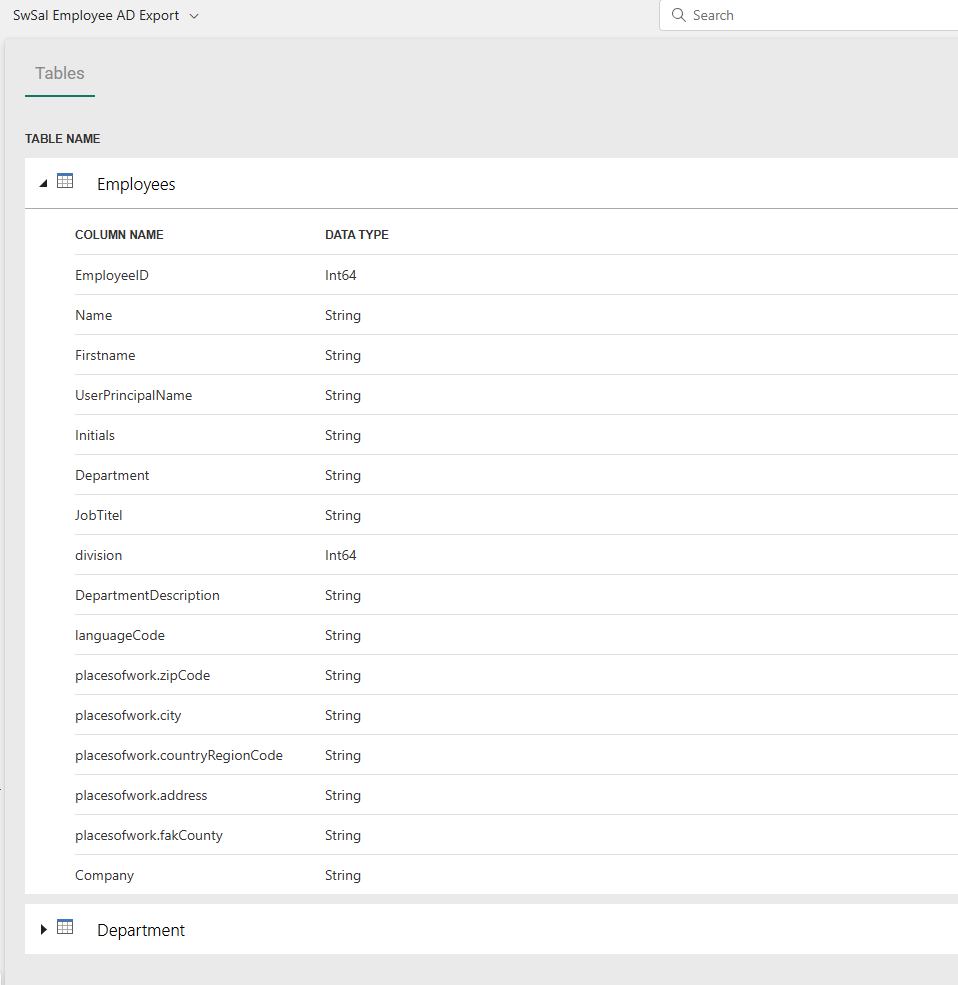 SwSal Employee AD Export
Search
Tables
TABLE NAME
Employees
COLUMN NAME DATA TYPE
EmployeeID Int64
Name String
Firstname String
UserPrincipalName String
Initials String
Department String
JobTitel String
division Int64
DepartmentDescription String
languageCode String
placesofwork.zipCode String
placesofwork.city String
placesofwork.countryRegionCode String
placesofwork.address String
placesofwork.fakCounty String
Company String
Department